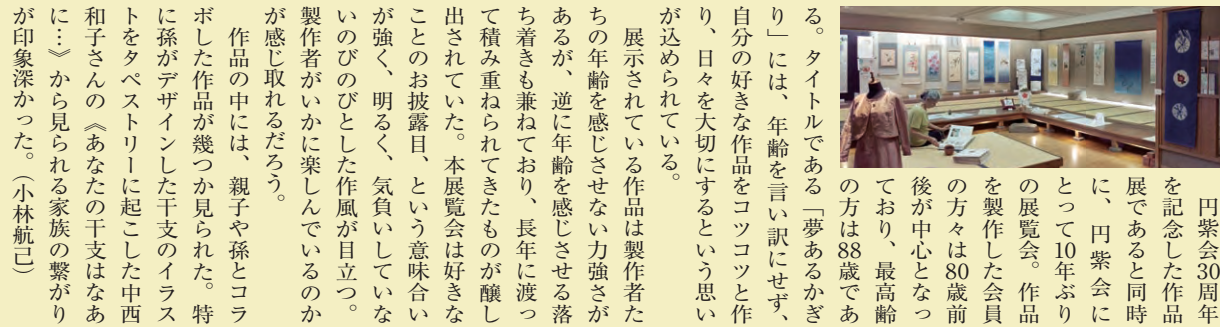 円紫会30周年
を記念した作品
展であると同時
に、円紫会に
とって10年ぶり
の展覧会。作品
を製作した会員
の方々は80歳前
後が中心となっ
ており、最高齢
の方は88歳であ
る。タイトルである「夢あるかぎ
り」には、年齢を言い訳にせず、
自分の好きな作品をコツコツと作
り、日々を大切にするという思い
が込められている。
展示されている作品は製作者た
ちの年齢を感じさせない力強さが
あるが、逆に年齢を感じさせる落
ち着きも兼ねており、長年に渡っ
て積み重ねられてきたものが醸し
出されていた。本展覧会は好きな
ことのお披露目、という意味合い
が強く、明るく、気負いしていな
いのびのびとした作風が目立つ。
製作者がいかに楽しんでいるのか
が感じ取れるだろう。
作品の中には、親子や孫とコラ
ボした作品が幾つか見られた。特
に孫がデザインした干支のイラス
トをタペストリーに起こした中西
和子さんの《あなたの干支はなあ
に…》から見られる家族の繋がり
が印象深かった。（小林航己）